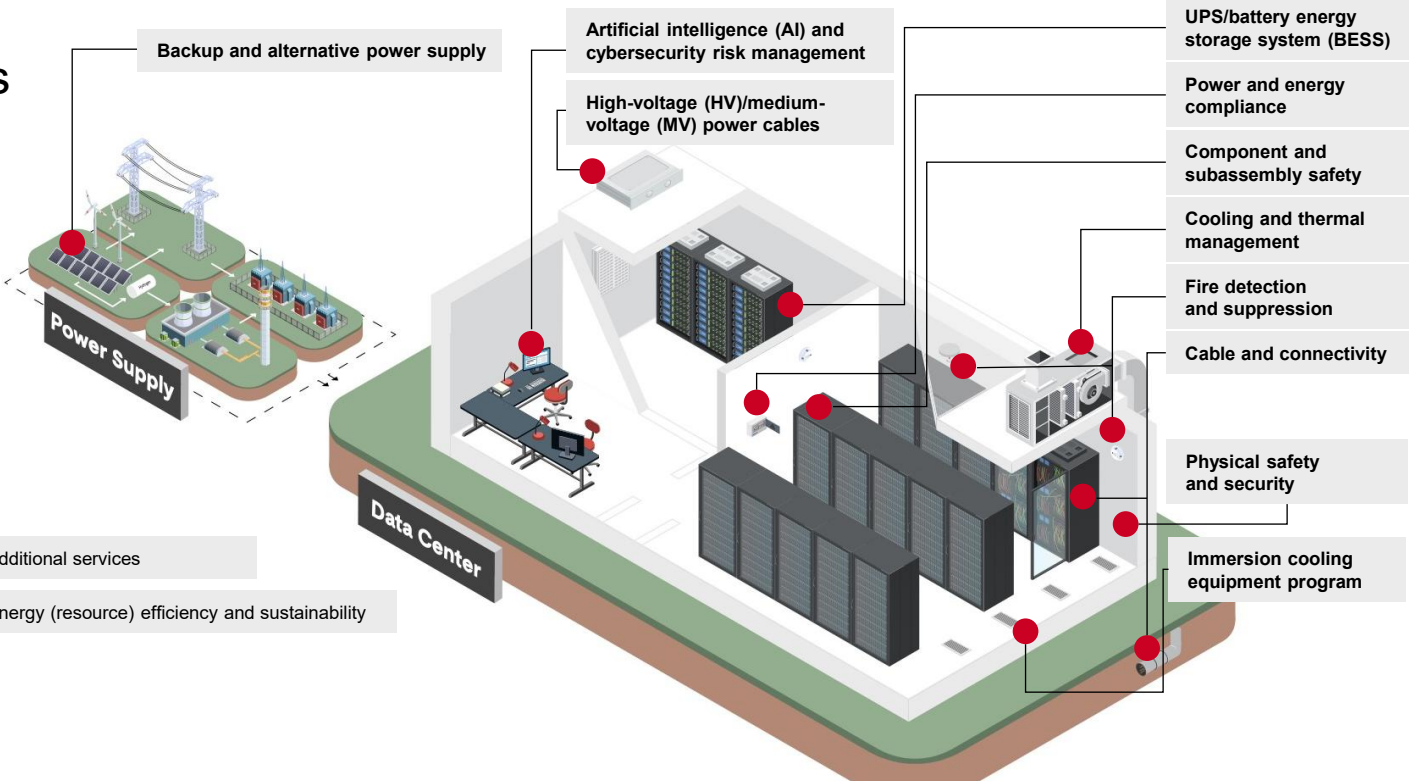 s
Backup and alternative power supply
Artificial intelligence (AI) and
cybersecurity risk management
High-voltage (HV)/medium-
voltage (MV) power cables
UPS/battery energy
storage system (BESS)
Power and energy
compliance
Component and
subassembly safety
Cooling and thermal
management
Fire detection
and suppression
Cable and connectivity
Physical safety
and security
Immersion cooling
equipment program
Hydrogen
Power Supply
Data Center
dditional services
nergy (resource) efficiency and sustainability